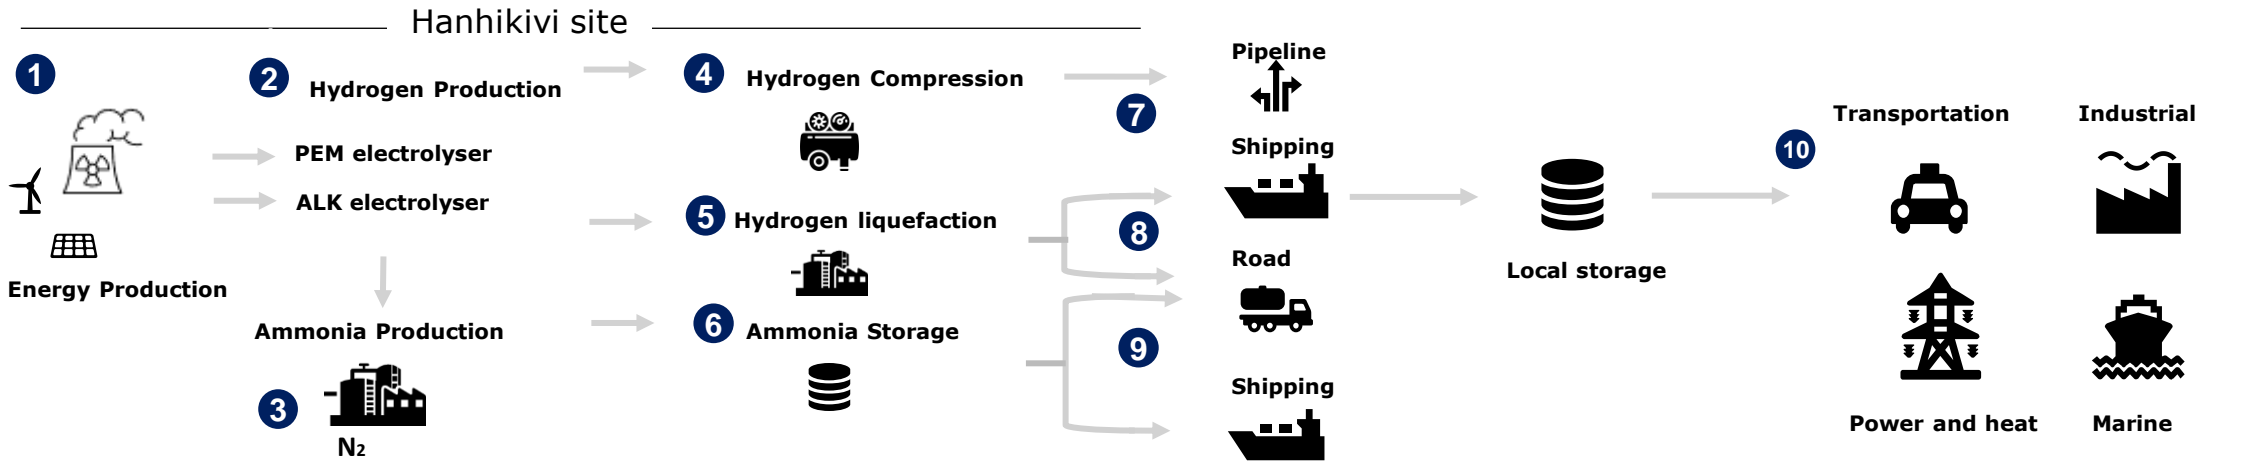 Hanhikivi site
1
Energy Production
2
Hydrogen Production
PEM electrolyser
ALK electrolyser
Ammonia Production
3
N₂
4
Hydrogen Compression
5
Hydrogen liquefaction
6
Ammonia Storage
7
8
9
Pipeline
Shipping
Road
Shipping
Local storage
10
Transportation
Industrial
Power and heat
Marine